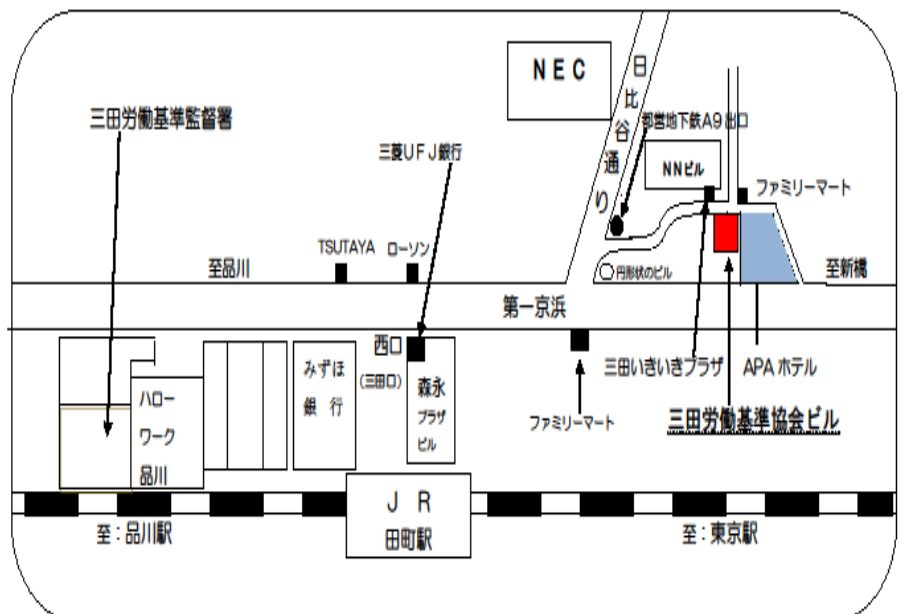 NEC
日比谷通り
三田労働基準監督署
都営地下鉄A9出口
三菱UFJ銀行
NNビル
ファミリーマート
TSUTAYA ローソン
至品川
円形状のビル
至新橋
第一京浜
西口
(三田口)
みずほ
銀行
森永
プラザ
ビル
三田いきいきプラザ
APAホテル
ハロー
ワーク
品川
ファミリーマート
三田労働基準協会ビル
JR
田町駅
至:品川駅
至:東京駅